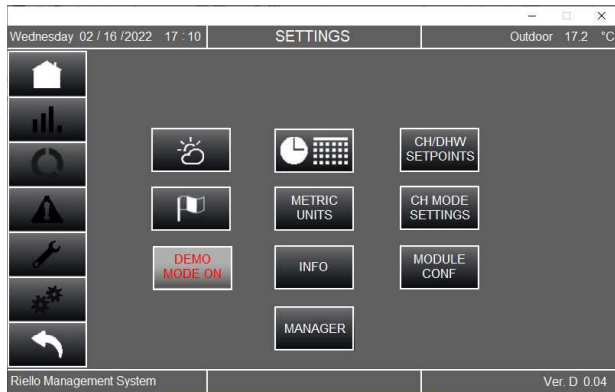 Wednesday 02 / 16 /2022 17 : 10
SETTINGS
Outdoor 17.2 °C
CH/DHW
SETPOINTS
METRIC
UNITS
CH MODE
SETTINGS
DEMO
MODE ON
INFO
MODULE
CONF
MANAGER
Riello Management System
Ver. D 0.04